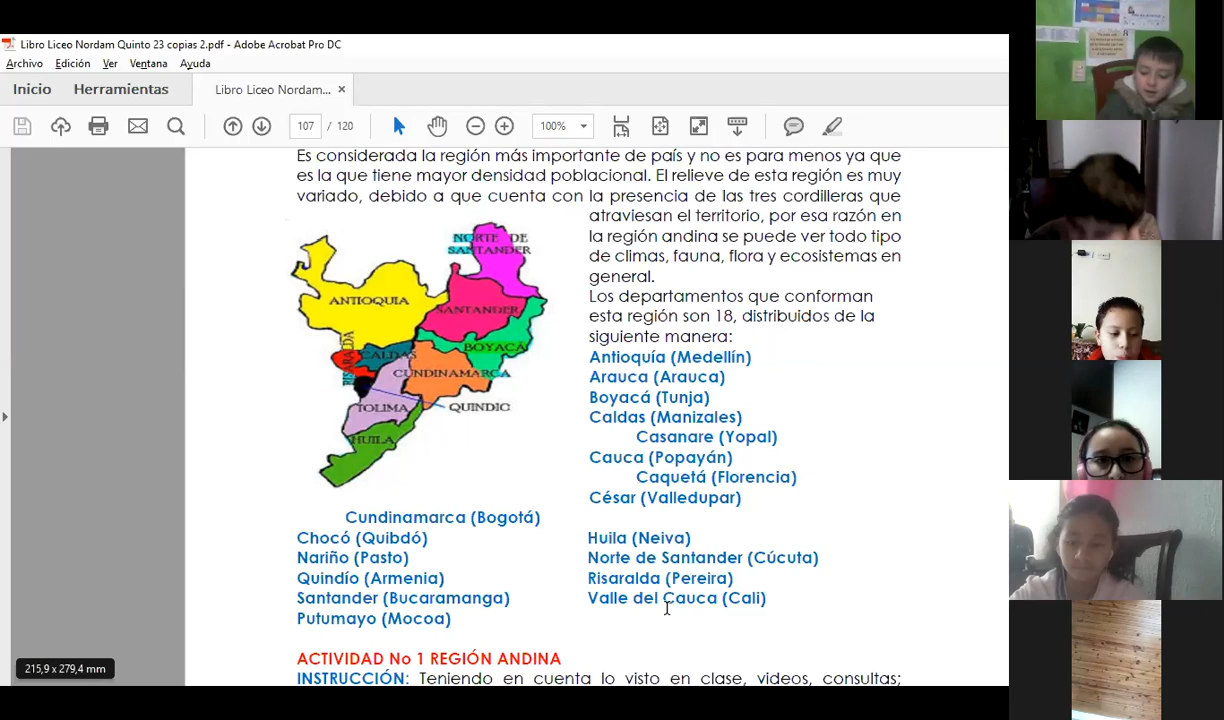 Libro Liceo Nordam Quinto 23 copias 2.pdf - Adobe Acrobat Pro DC
Archivo Edición Ver Ventana Ayuda
Inicio Herramientas Libro Liceo Nordam... ×
107 / 120 100%
Es considerada la región más importante de país y no es para menos ya que
es la que tiene mayor densidad poblacional. El relieve de esta región es muy
variado, debido a que cuenta con la presencia de las tres cordilleras que
atraviesan el territorio, por esa razón en
la región andina se puede ver todo tipo
de climas, fauna, flora y ecosistemas en
general.
Los departamentos que conforman
esta región son 18, distribuidos de la
siguiente manera:
Antioquía (Medellín)
Arauca (Arauca)
Boyacá (Tunja)
Caldas (Manizales)
Casanare (Yopal)
Cauca (Popayán)
Caquetá (Florencia)
César (Valledupar)
NORTE DE
SANTANDER
ANTIOQUIA
SANTANDER
BOYACÁ
RISARALDA
CALDAS
CUNDINAMARCA
TOLIMA
QUINDIC
HUILA
Cundinamarca (Bogotá)
Chocó (Quibdó) Huila (Neiva)
Nariño (Pasto) Norte de Santander (Cúcuta)
Quindío (Armenia) Risaralda (Pereira)
Santander (Bucaramanga) Valle del Cauca (Cali)
Putumayo (Mocoa)
ACTIVIDAD No 1 REGIÓN ANDINA
INSTRUCCIÓN: Teniendo en cuenta lo visto en clase, videos, consultas;
215,9 x 279,4 mm